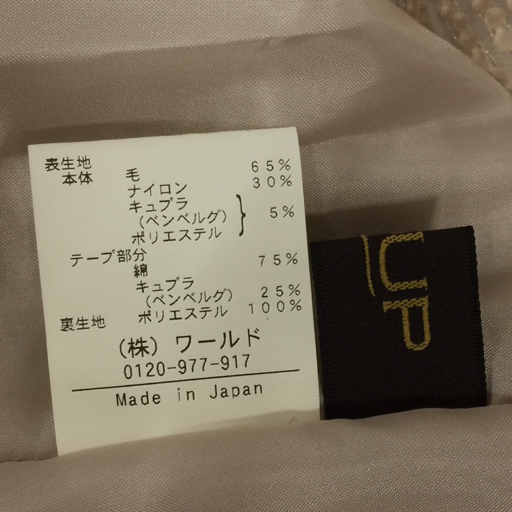 表生地
本体 毛 65%
ナイロン 30%
キュプラ
(ベンベルグ) 5%
ポリエステル
テープ部分
綿 75%
キュプラ
(ベンベルグ) 25%
裏生地 ポリエステル 100%
(株) ワールド
0120-977-917
Made in Japan
UP